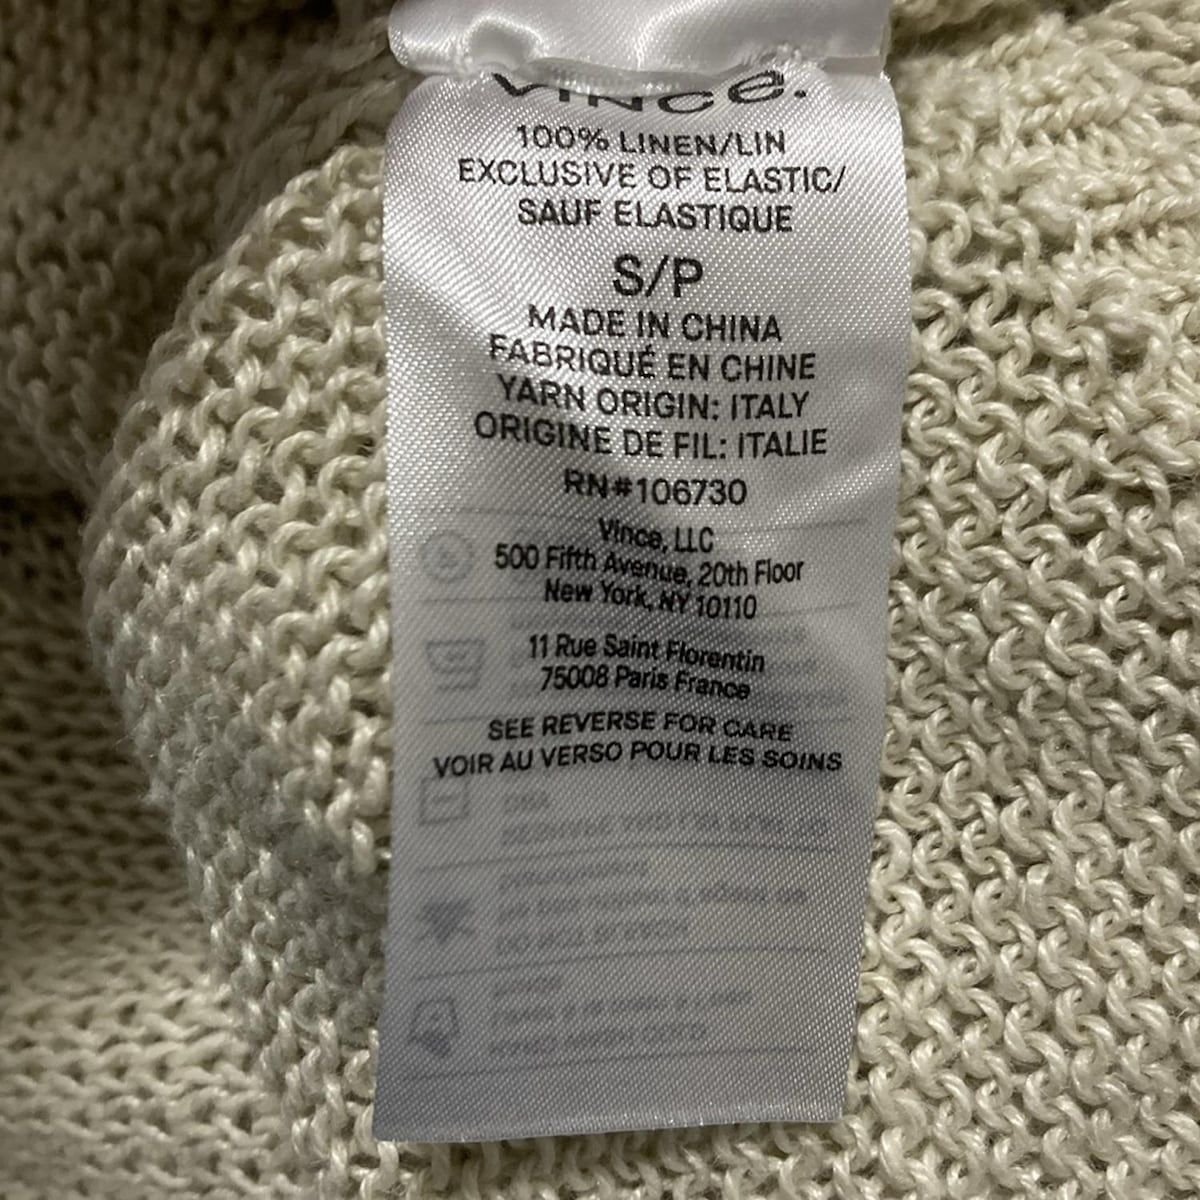 VINCE.
100% LINEN/LIN
EXCLUSIVE OF ELASTIC/
SAUF ELASTIQUE
S/P
MADE IN CHINA
FABRIQUÉ EN CHINE
YARN ORIGIN: ITALY
ORIGINE DE FIL: ITALIE
RN#106730
Vince, LLC
500 Fifth Avenue, 20th Floor
New York, NY 10110
11 Rue Saint Florentin
75008 Paris France
SEE REVERSE FOR CARE
VOIR AU VERSO POUR LES SOINS